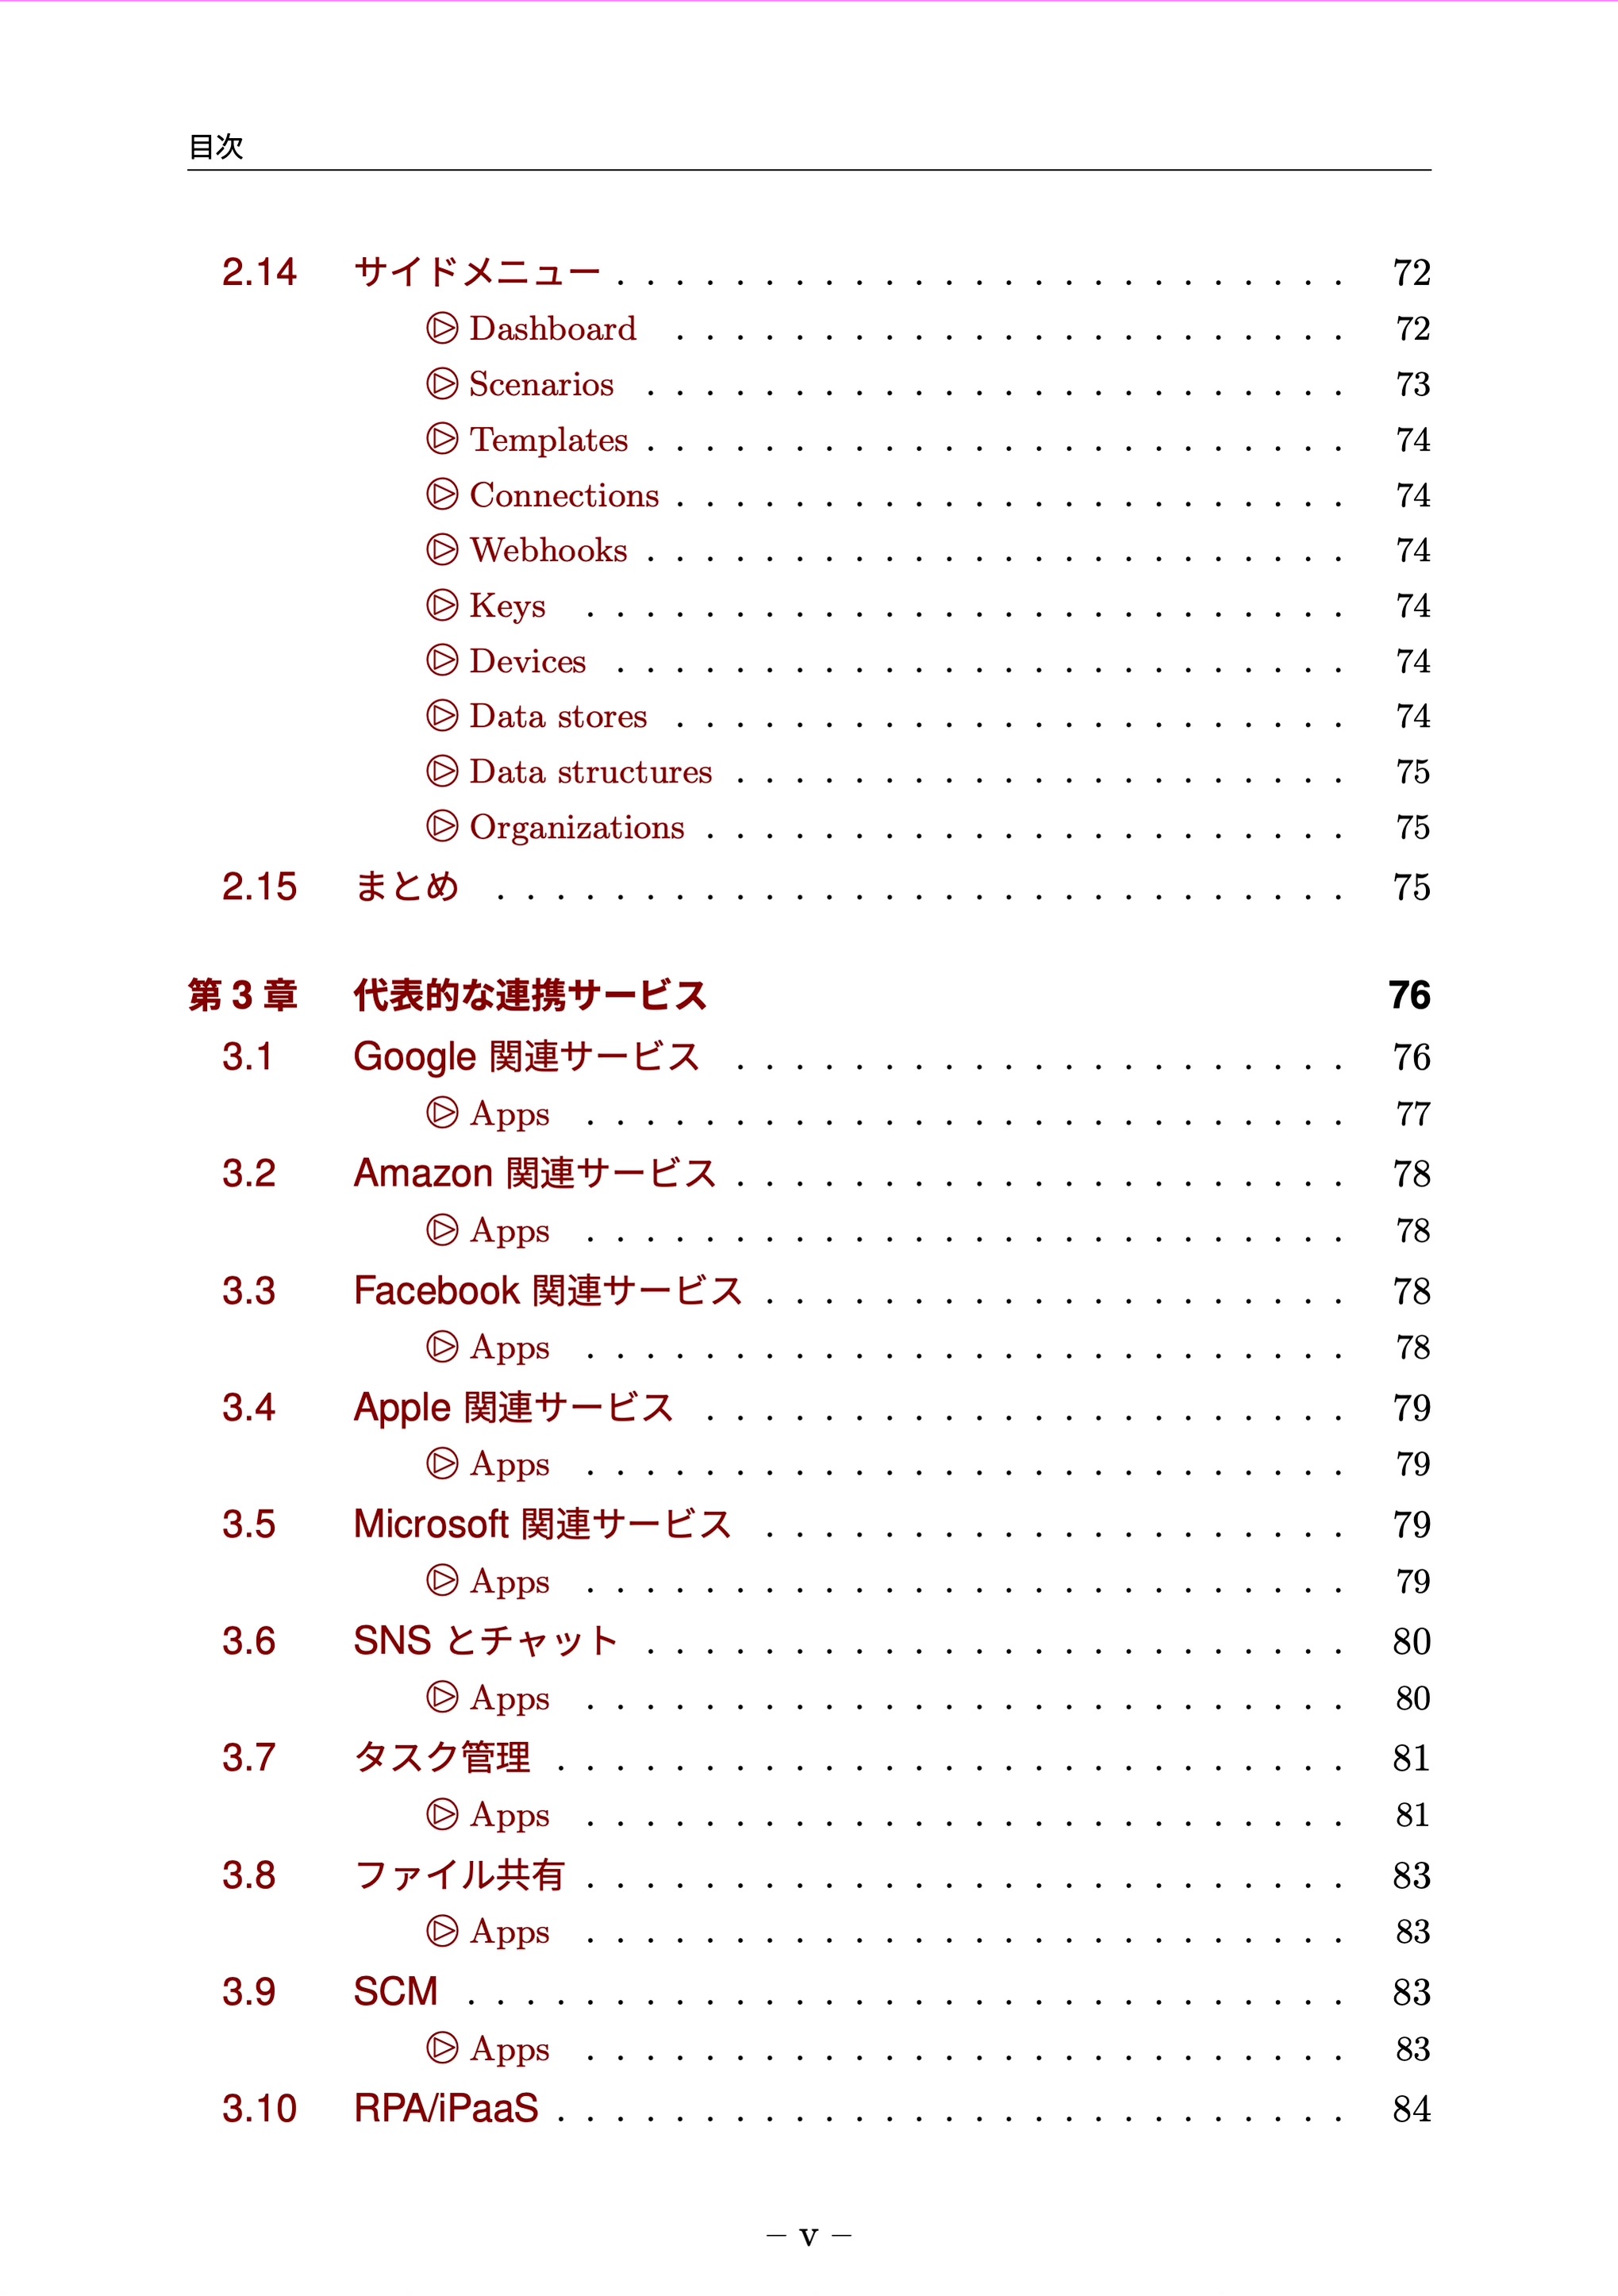 目次
2.14 サイドメニュー . . . . . . . . . . . . . . . . . . . . . . . . . 72
Dashboard . . . . . . . . . . . . . . . . . . . . . . . 72
Scenarios . . . . . . . . . . . . . . . . . . . . . . . . 73
Templates . . . . . . . . . . . . . . . . . . . . . . . . 74
Connections . . . . . . . . . . . . . . . . . . . . . . . 74
Webhooks . . . . . . . . . . . . . . . . . . . . . . . . 74
Keys . . . . . . . . . . . . . . . . . . . . . . . . . . 74
Devices . . . . . . . . . . . . . . . . . . . . . . . . . 74
Data stores . . . . . . . . . . . . . . . . . . . . . . . 74
Data structures . . . . . . . . . . . . . . . . . . . . . 75
Organizations . . . . . . . . . . . . . . . . . . . . . . 75
2.15 まとめ . . . . . . . . . . . . . . . . . . . . . . . . . . . . . 75
第 3 章 代表的な連携サービス 76
3.1 Google 関連サービス . . . . . . . . . . . . . . . . . . . . . 76
Apps . . . . . . . . . . . . . . . . . . . . . . . . . . 77
3.2 Amazon 関連サービス . . . . . . . . . . . . . . . . . . . . . 78
Apps . . . . . . . . . . . . . . . . . . . . . . . . . . 78
3.3 Facebook 関連サービス . . . . . . . . . . . . . . . . . . . . 78
Apps . . . . . . . . . . . . . . . . . . . . . . . . . . 78
3.4 Apple 関連サービス . . . . . . . . . . . . . . . . . . . . . . 79
Apps . . . . . . . . . . . . . . . . . . . . . . . . . . 79
3.5 Microsoft 関連サービス . . . . . . . . . . . . . . . . . . . . 79
Apps . . . . . . . . . . . . . . . . . . . . . . . . . . 79
3.6 SNS とチャット . . . . . . . . . . . . . . . . . . . . . . . . 80
Apps . . . . . . . . . . . . . . . . . . . . . . . . . . 80
3.7 タスク管理 . . . . . . . . . . . . . . . . . . . . . . . . . . . 81
Apps . . . . . . . . . . . . . . . . . . . . . . . . . . 81
3.8 ファイル共有 . . . . . . . . . . . . . . . . . . . . . . . . . . 83
Apps . . . . . . . . . . . . . . . . . . . . . . . . . . 83
3.9 SCM . . . . . . . . . . . . . . . . . . . . . . . . . . . . . . 83
Apps . . . . . . . . . . . . . . . . . . . . . . . . . . 83
3.10 RPA/iPaaS . . . . . . . . . . . . . . . . . . . . . . . . . . . 84
– v –